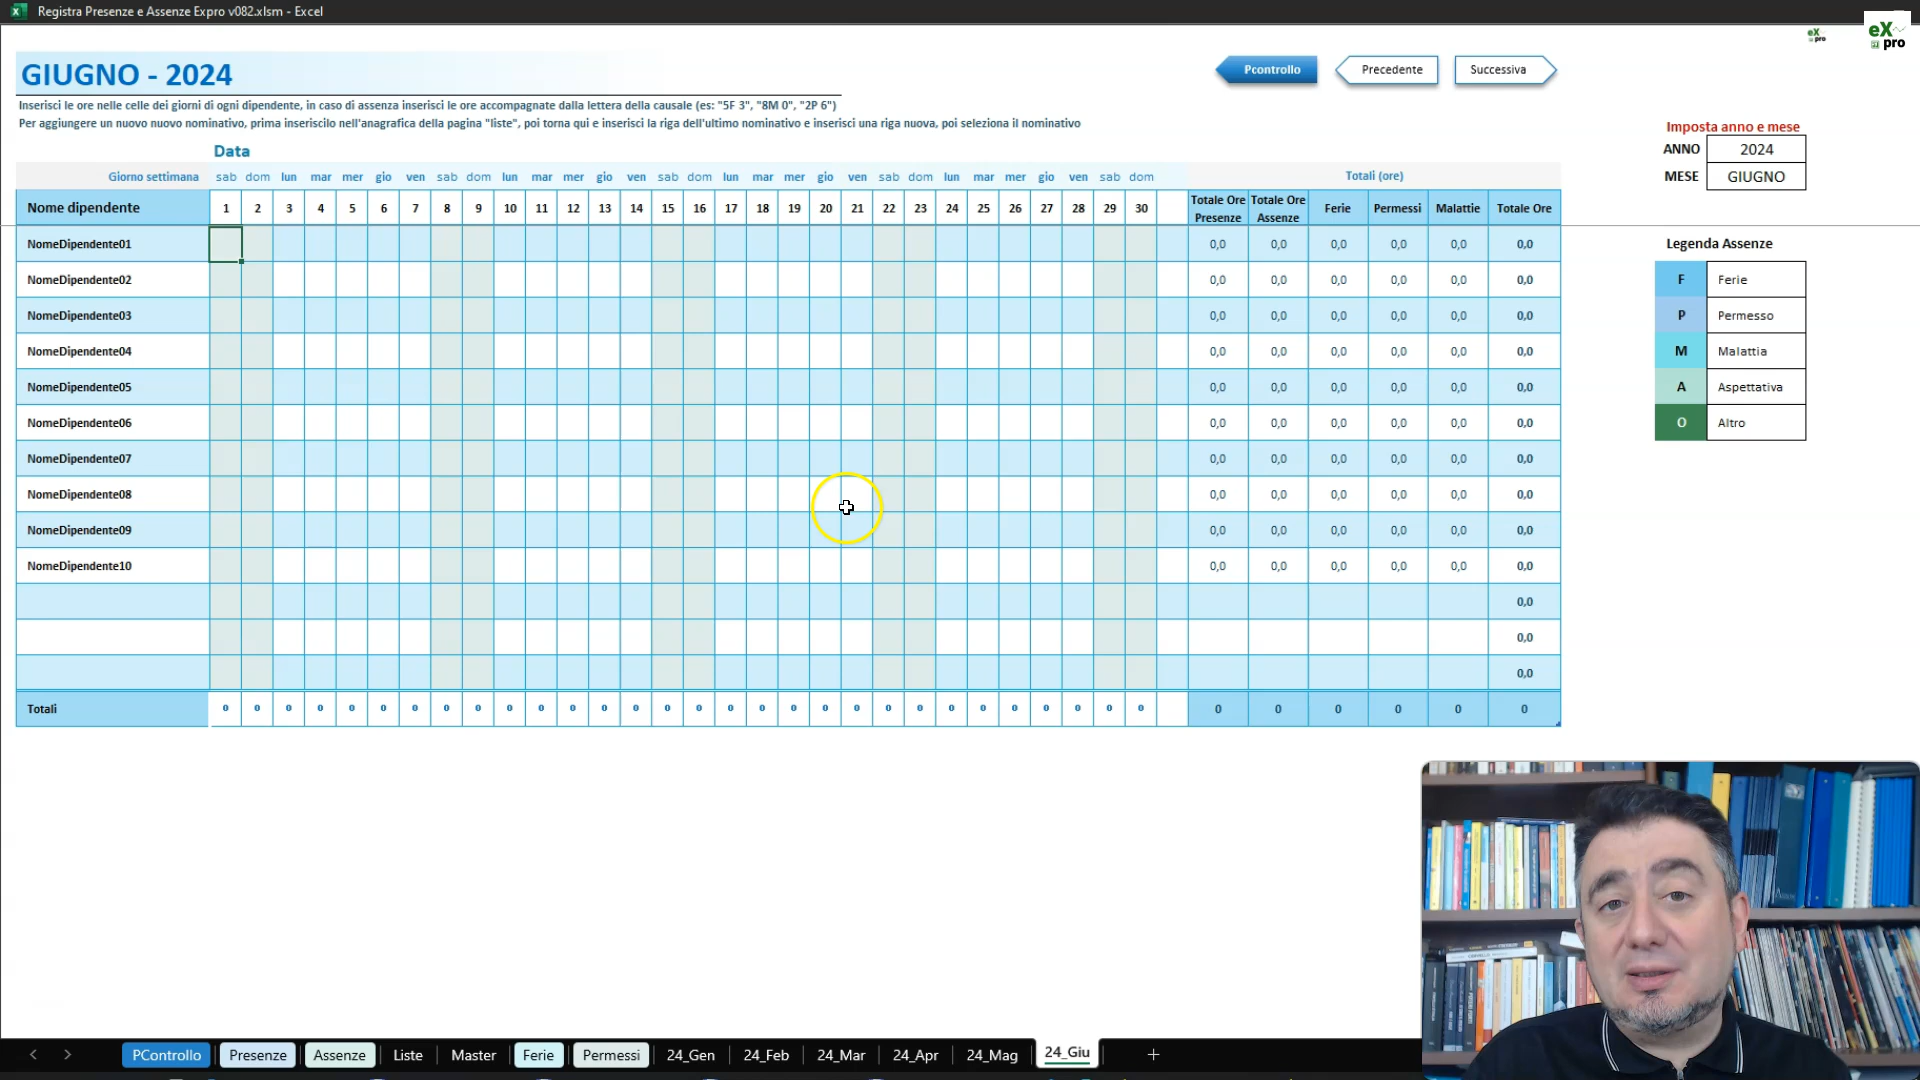 Registra Presenze e Assenze Expro v082.xlsm - Excel
eX pro
eX pro
GIUGNO - 2024
Pcontrollo
Precedente
Successiva
Inserisci le ore nelle celle dei giorni di ogni dipendente, in caso di assenza inserisci le ore accompagnate dalla lettera della causale (es: "5F 3", "8M 0", "2P 6")
Per aggiungere un nuovo nuovo nominativo, prima inseriscilo nell'anagrafica della pagina "liste", poi torna qui e inserisci la riga dell'ultimo nominativo e inserisci una riga nuova, poi seleziona il nominativo
Imposta anno e mese
ANNO 2024
MESE GIUGNO
Data
Giorno settimana sab dom lun mar mer gio ven sab dom lun mar mer gio ven sab dom lun mar mer gio ven sab dom lun mar mer gio ven sab dom Totali (ore)
Nome dipendente 1 2 3 4 5 6 7 8 9 10 11 12 13 14 15 16 17 18 19 20 21 22 23 24 25 26 27 28 29 30 Totale Ore Presenze Totale Ore Assenze Ferie Permessi Malattie Totale Ore
NomeDipendente01 0,0 0,0 0,0 0,0 0,0 0,0
NomeDipendente02 0,0 0,0 0,0 0,0 0,0 0,0
NomeDipendente03 0,0 0,0 0,0 0,0 0,0 0,0
NomeDipendente04 0,0 0,0 0,0 0,0 0,0 0,0
NomeDipendente05 0,0 0,0 0,0 0,0 0,0 0,0
NomeDipendente06 0,0 0,0 0,0 0,0 0,0 0,0
NomeDipendente07 0,0 0,0 0,0 0,0 0,0 0,0
NomeDipendente08 0,0 0,0 0,0 0,0 0,0 0,0
NomeDipendente09 0,0 0,0 0,0 0,0 0,0 0,0
NomeDipendente10 0,0 0,0 0,0 0,0 0,0 0,0
0,0
0,0
0,0
Totali 0 0 0 0 0 0 0 0 0 0 0 0 0 0 0 0 0 0 0 0 0 0 0 0 0 0 0 0 0 0 0 0 0 0 0 0
Legenda Assenze
F Ferie
P Permesso
M Malattia
A Aspettativa
O Altro
PControllo Presenze Assenze Liste Master Ferie Permessi 24_Gen 24_Feb 24_Mar 24_Apr 24_Mag 24_Giu